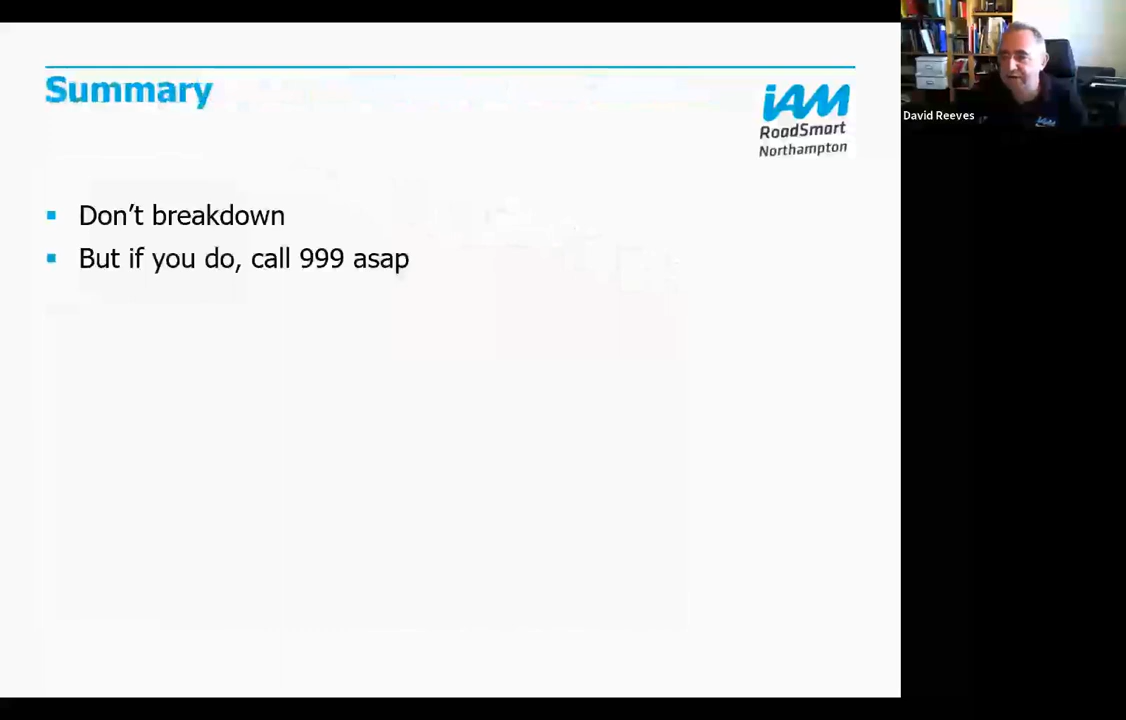 Summary
iAM
RoadSmart
Northampton
David Reeves
Don't breakdown
But if you do, call 999 asap